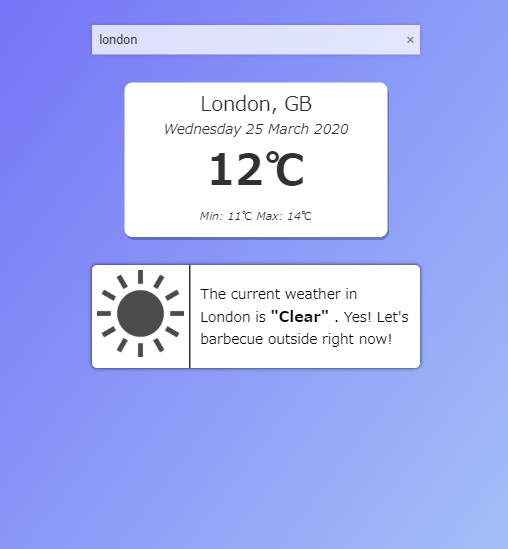 london ×
London, GB
Wednesday 25 March 2020
12℃
Min: 11℃ Max: 14℃
The current weather in
London is "Clear" . Yes! Let's
barbecue outside right now!